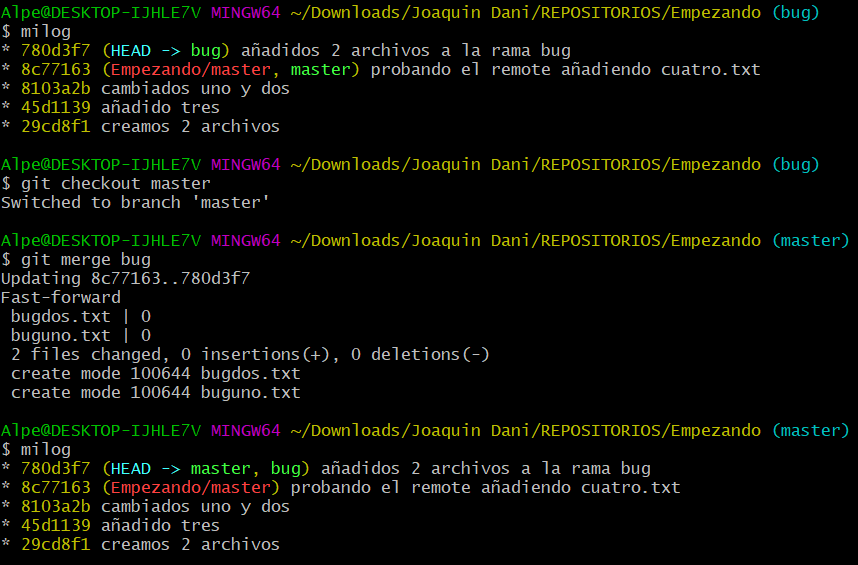 Alpe@DESKTOP-IJHLE7V MINGW64 ~/Downloads/Joaquin Dani/REPOSITORIOS/Empezando (bug)
$ milog
* 780d3f7 (HEAD -> bug) añadidos 2 archivos a la rama bug
* 8c77163 (Empezando/master, master) probando el remote añadiendo cuatro.txt
* 8103a2b cambiados uno y dos
* 45d1139 añadido tres
* 29cd8f1 creamos 2 archivos
Alpe@DESKTOP-IJHLE7V MINGW64 ~/Downloads/Joaquin Dani/REPOSITORIOS/Empezando (bug)
$ git checkout master
Switched to branch 'master'
Alpe@DESKTOP-IJHLE7V MINGW64 ~/Downloads/Joaquin Dani/REPOSITORIOS/Empezando (master)
$ git merge bug
Updating 8c77163..780d3f7
Fast-forward
 bugdos.txt | 0
 buguno.txt | 0
 2 files changed, 0 insertions(+), 0 deletions(-)
 create mode 100644 bugdos.txt
 create mode 100644 buguno.txt
Alpe@DESKTOP-IJHLE7V MINGW64 ~/Downloads/Joaquin Dani/REPOSITORIOS/Empezando (master)
$ milog
* 780d3f7 (HEAD -> master, bug) añadidos 2 archivos a la rama bug
* 8c77163 (Empezando/master) probando el remote añadiendo cuatro.txt
* 8103a2b cambiados uno y dos
* 45d1139 añadido tres
* 29cd8f1 creamos 2 archivos